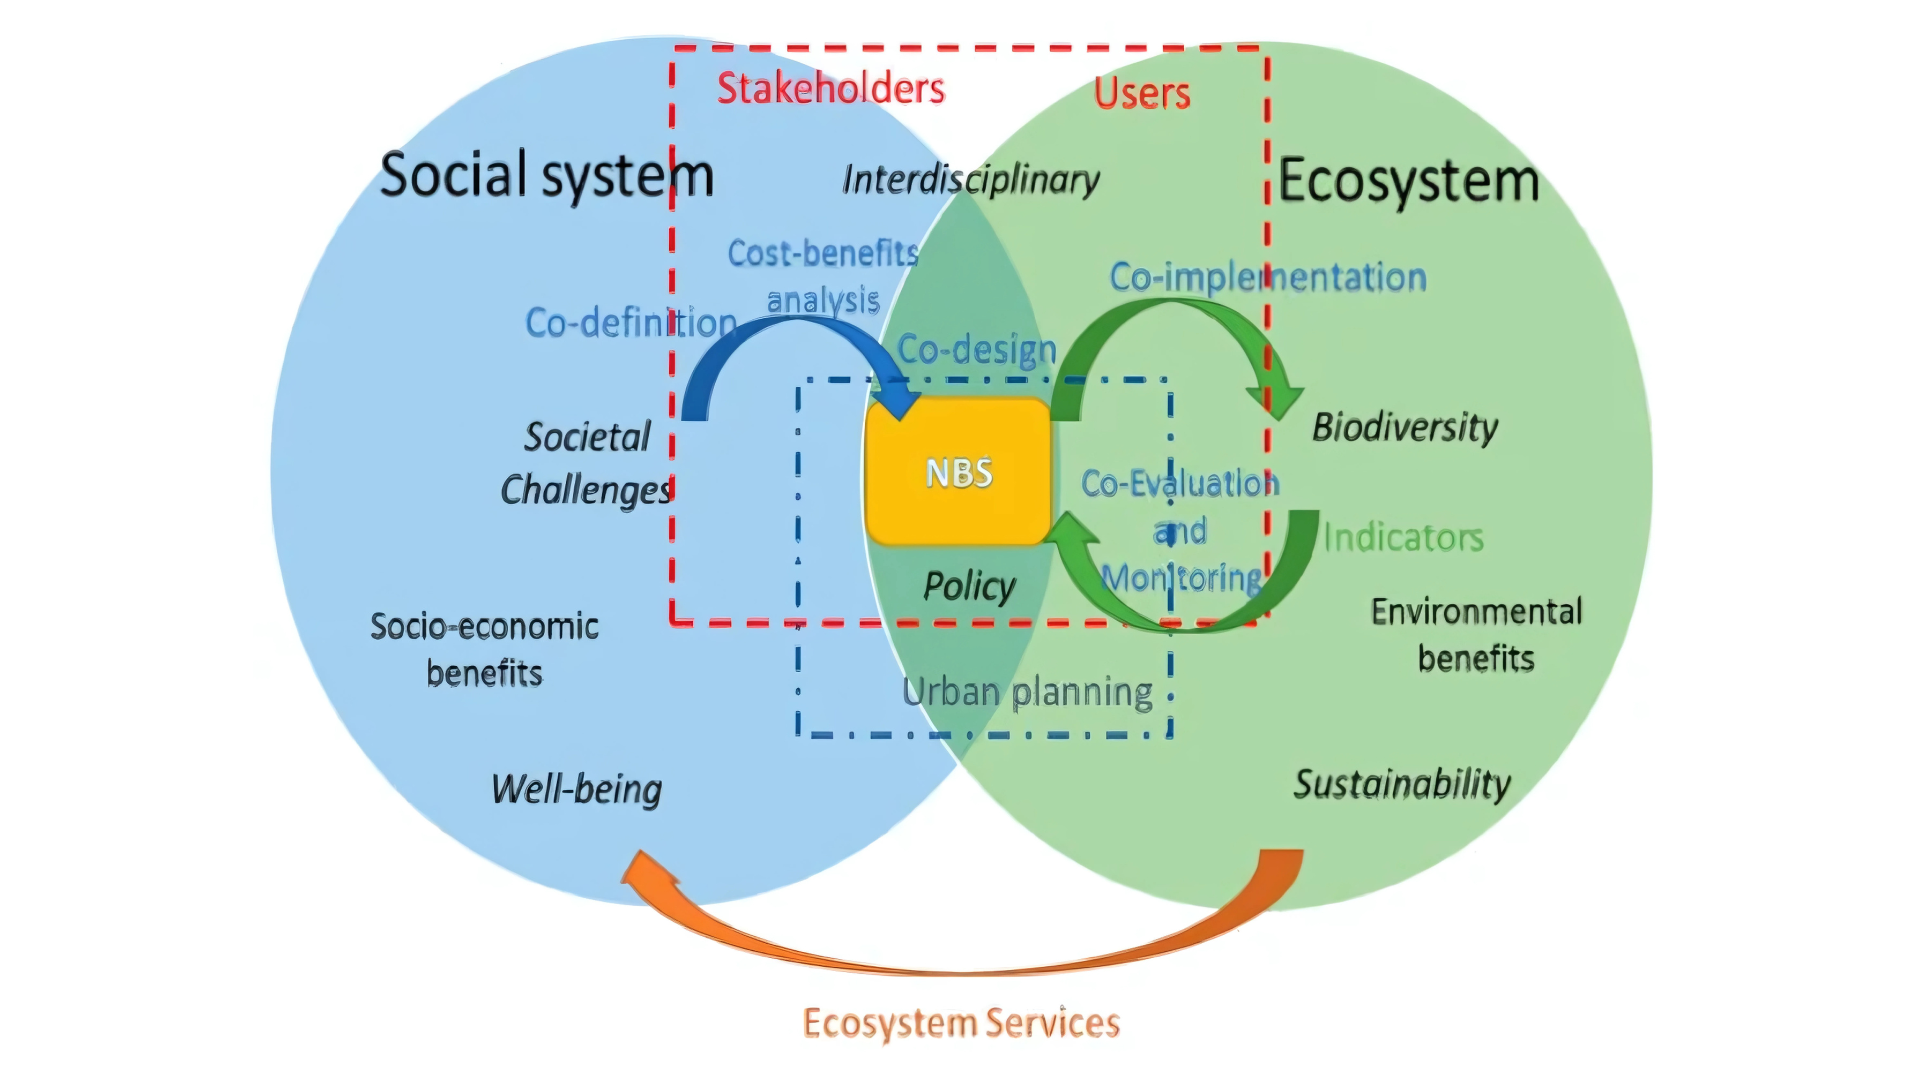 Stakeholders
Users
Social system
Interdisciplinary
Ecosystem
Cost-benefits
analysis
Co-implementation
Co-definition
Co-design
Societal
Challenges
NBS
Biodiversity
Co-Evaluation
and
Monitoring
Indicators
Policy
Socio-economic
benefits
Environmental
benefits
Urban planning
Well-being
Sustainability
Ecosystem Services